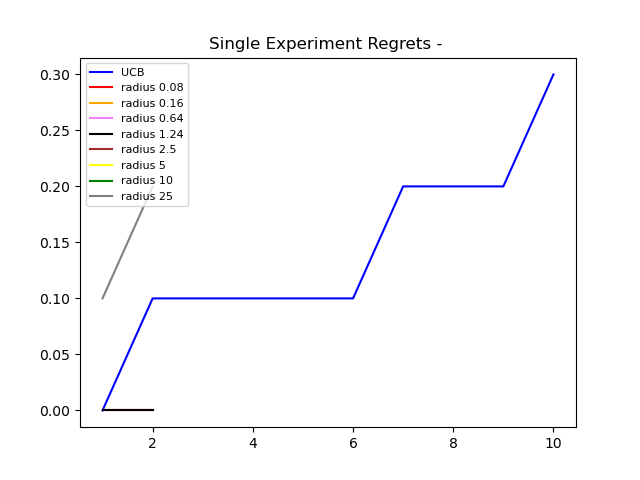 Single Experiment Regrets -
0.30
0.25
0.20
0.15
0.10
0.05
0.00
UCB
radius 0.08
radius 0.16
radius 0.64
radius 1.24
radius 2.5
radius 5
radius 10
radius 25
2
4
6
8
10